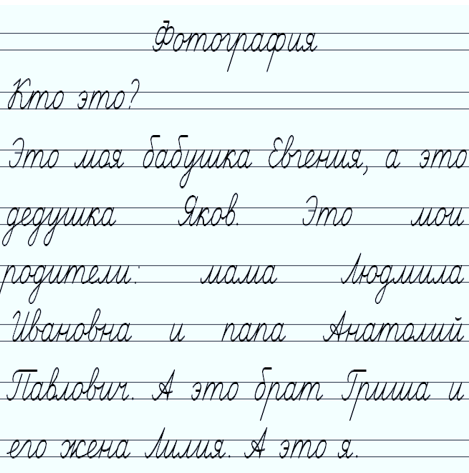 Фотография
Кто это?
Это моя бабушка Евгения, а это
дедушка Яков. Это мои
родители: мама Людмила
Ивановна и папа Анатолий
Павлович. А это брат Гриша и
его жена Лилия. А это я.